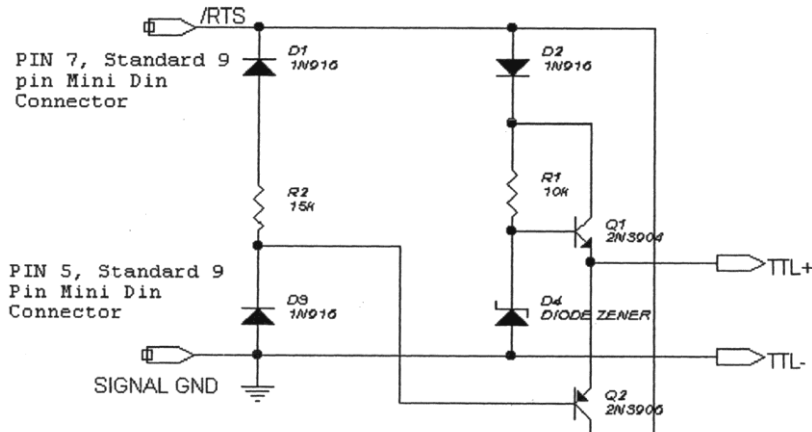 /RTS
PIN 7, Standard 9
pin Mini Din
Connector
D1
1N916
D2
1N916
R2
15k
R1
10k
Q1
2N3904
PIN 5, Standard 9
Pin Mini Din
Connector
TTL+
D3
1N916
D4
DIODE ZENER
SIGNAL GND
TTL-
Q2
2N3906